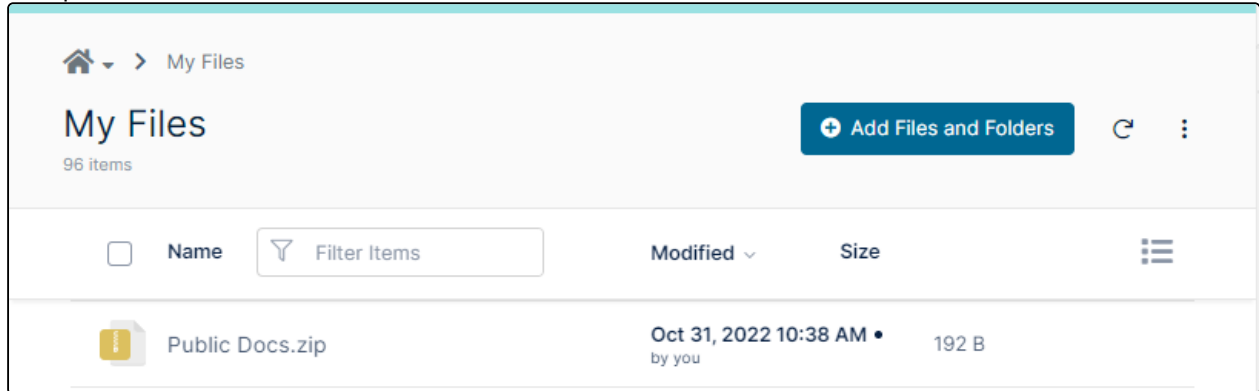 My Files
My Files
Add Files and Folders
96 items
Name
Filter Items
Modified
Size
Public Docs.zip
Oct 31, 2022 10:38 AM •
192 B
by you